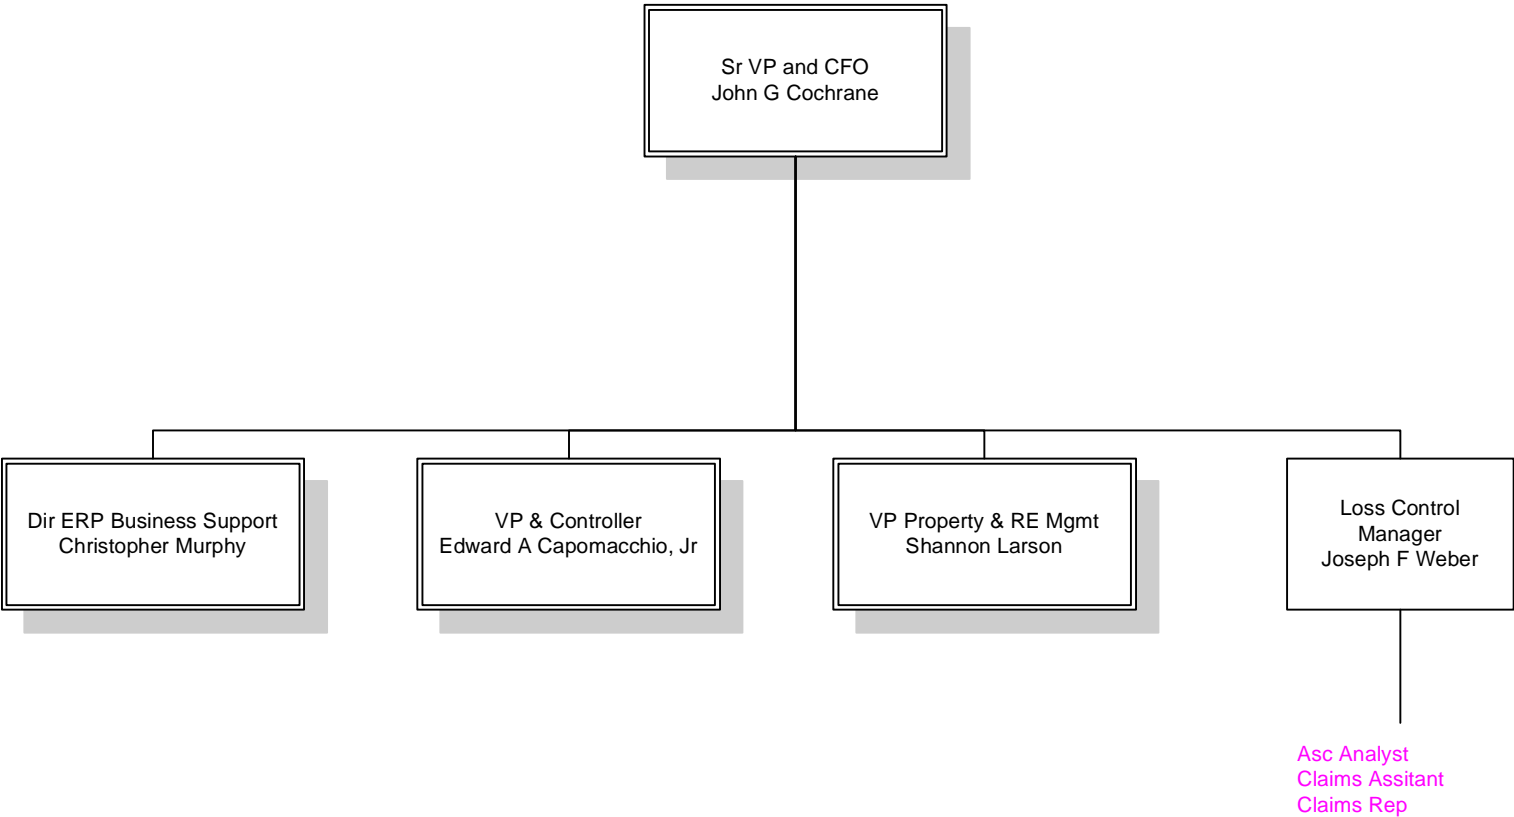 Sr VP and CFO
John G Cochrane
Dir ERP Business Support
Christopher Murphy
VP & Controller
Edward A Capomacchio, Jr
VP Property & RE Mgmt
Shannon Larson
Loss Control
Manager
Joseph F Weber
Asc Analyst
Claims Assitant
Claims Rep